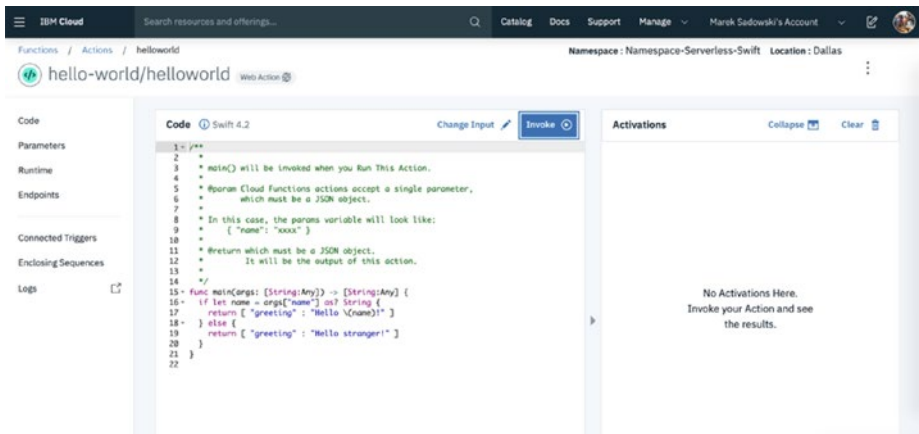 IBM Cloud
Search resources and offerings...
Catalog Docs Support Manage Marek Sadowski's Account
Functions / Actions / helloworld
Namespace : Namespace-Serverless-Swift Location : Dallas
hello-world/helloworld Web Action
Code
Parameters
Runtime
Endpoints
Connected Triggers
Enclosing Sequences
Logs
Code Swift 4.2 Change Input Invoke
1 /**
2 *
3 * main() will be invoked when you Run This Action.
4 *
5 * @param Cloud Functions actions accept a single parameter,
6 * which must be a JSON object.
7 *
8 * In this case, the params variable will look like:
9 * { "name": "xxxx" }
10 *
11 * @return which must be a JSON object.
12 * It will be the output of this action.
13 *
14 */
15 func main(args: [String:Any]) -> [String:Any] {
16 if let name = args["name"] as? String {
17 return [ "greeting" : "Hello \(name)!" ]
18 } else {
19 return [ "greeting" : "Hello stranger!" ]
20 }
21 }
22
Activations Collapse Clear
No Activations Here.
Invoke your Action and see
the results.